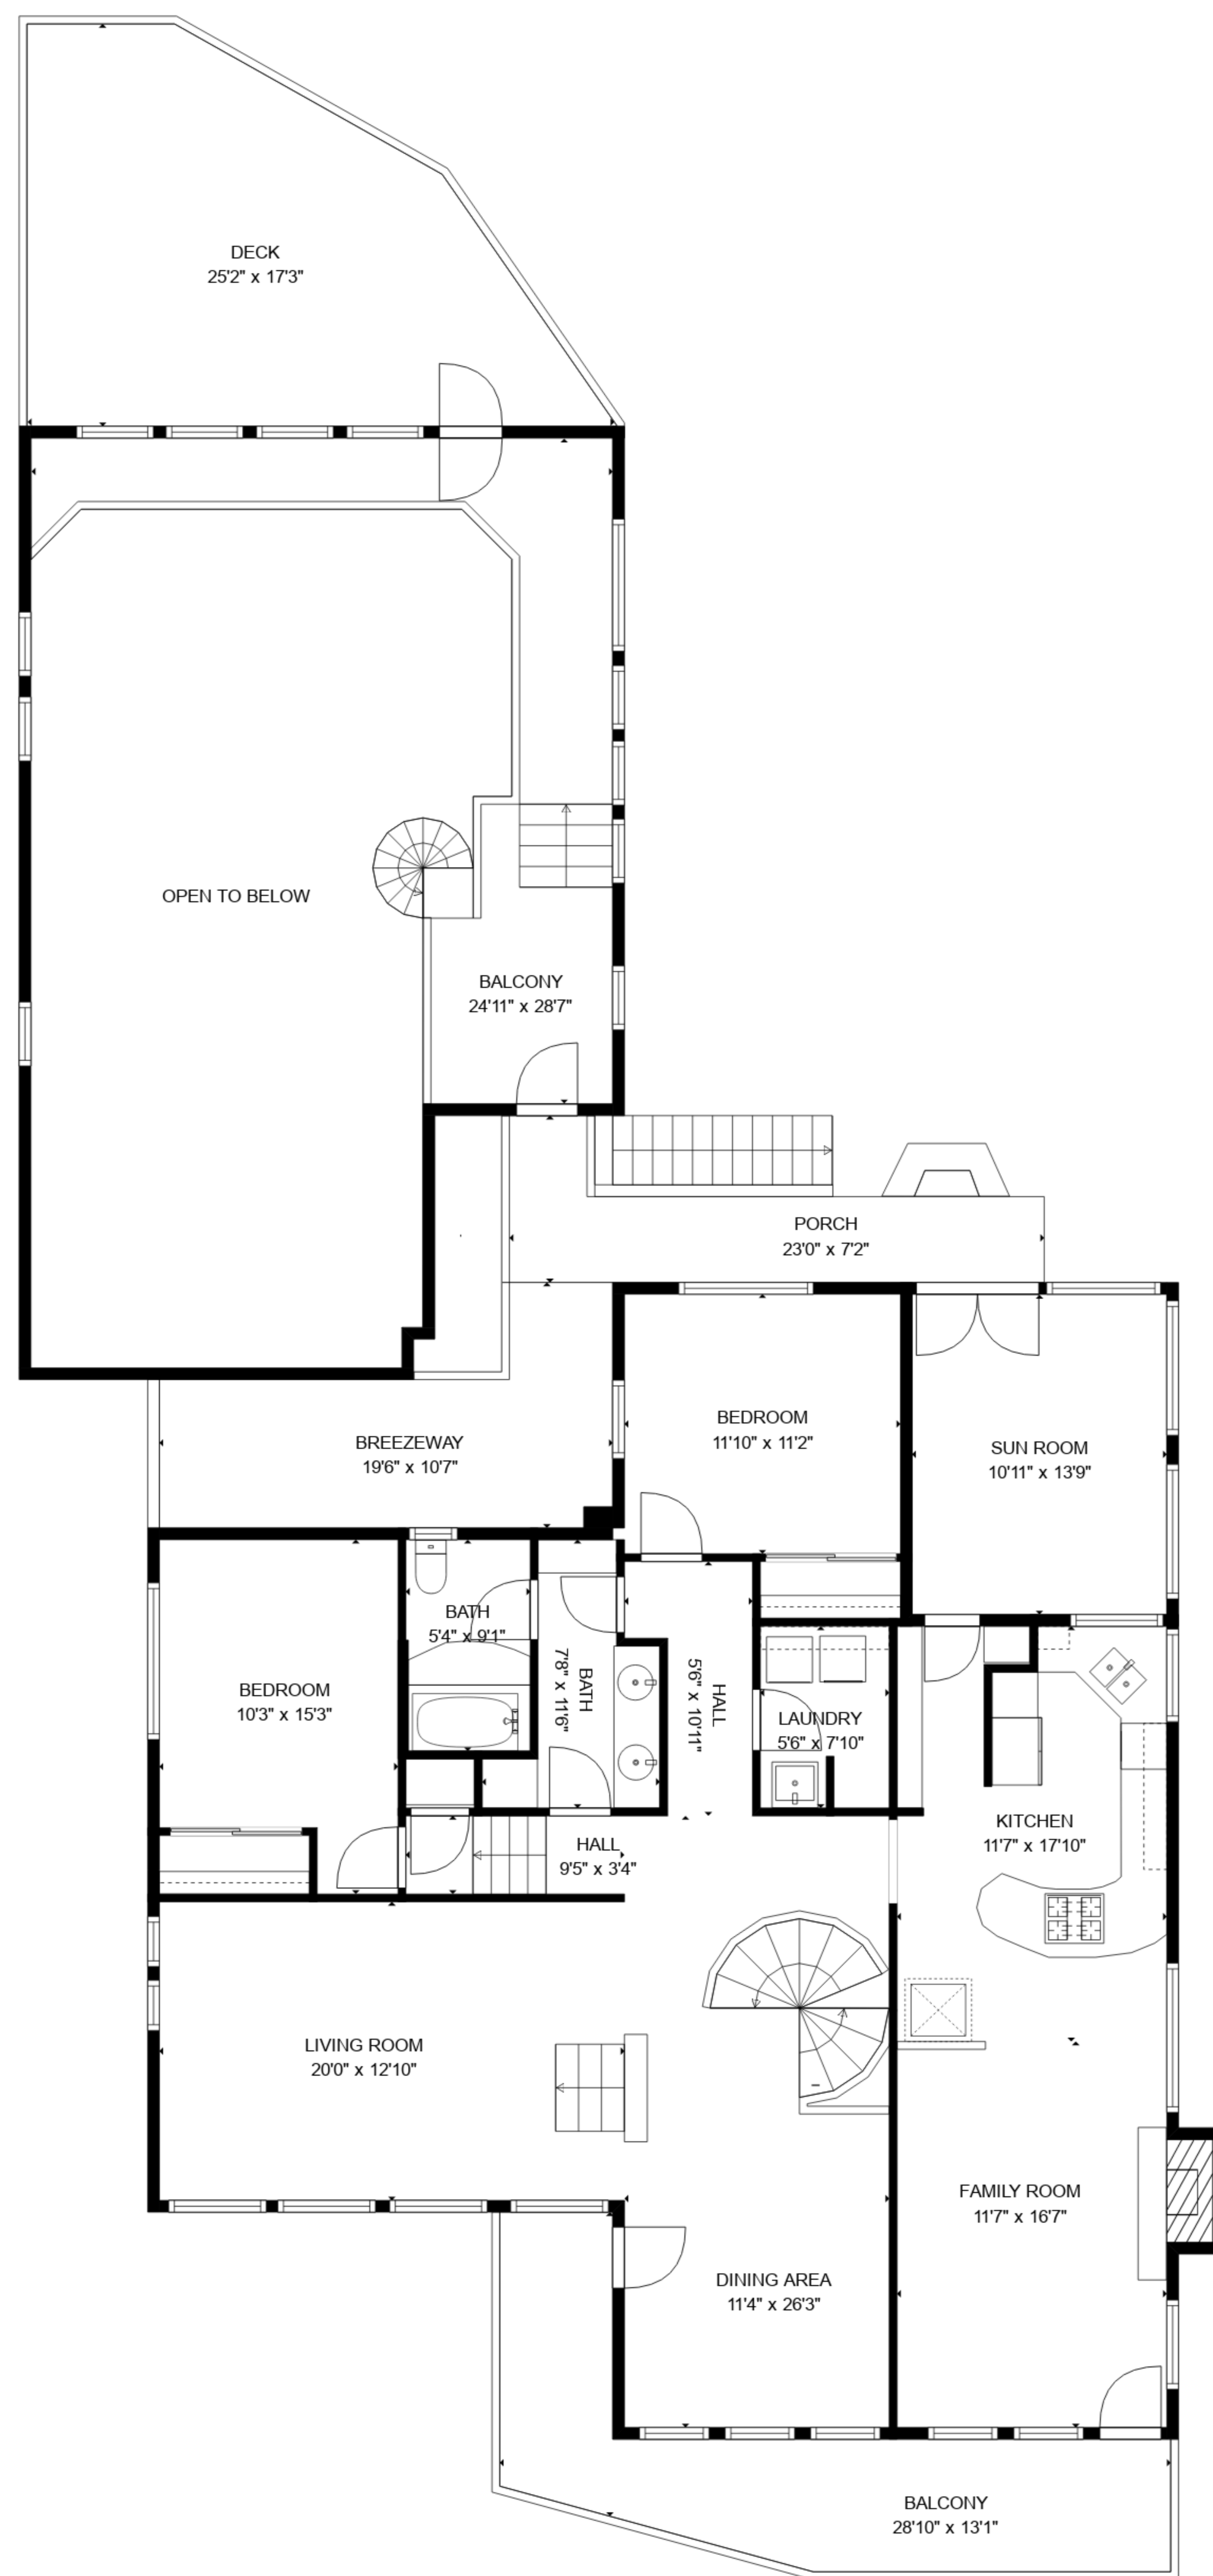 DECK
25'2" x 17'3"
OPEN TO BELOW
BALCONY
24'11" x 28'7"
PORCH
23'0" x 7'2"
BREEZEWAY
19'6" x 10'7"
BEDROOM
11'10" x 11'2"
SUN ROOM
10'11" x 13'9"
BATH
5'4" x 9'1"
BATH
7'8" x 11'6"
HALL
5'6" x 10'11"
BEDROOM
10'3" x 15'3"
LAUNDRY
5'6" x 7'10"
KITCHEN
11'7" x 17'10"
HALL
9'5" x 3'4"
LIVING ROOM
20'0" x 12'10"
FAMILY ROOM
11'7" x 16'7"
DINING AREA
11'4" x 26'3"
BALCONY
28'10" x 13'1"